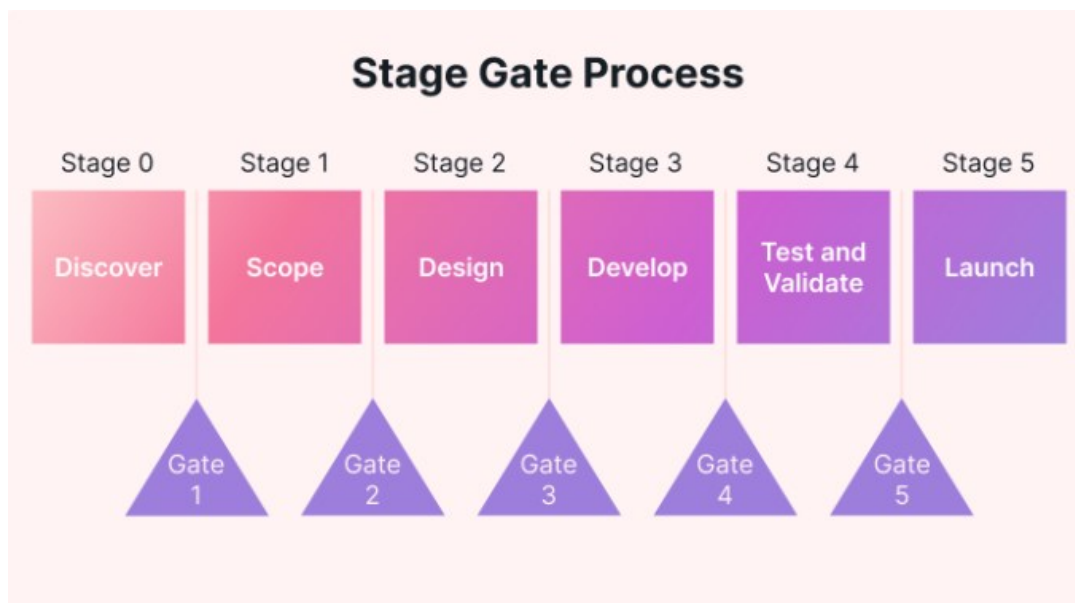 Stage Gate Process
Stage 0
Stage 1
Stage 2
Stage 3
Stage 4
Stage 5
Discover
Scope
Design
Develop
Test and
Validate
Launch
Gate
1
Gate
2
Gate
3
Gate
4
Gate
5